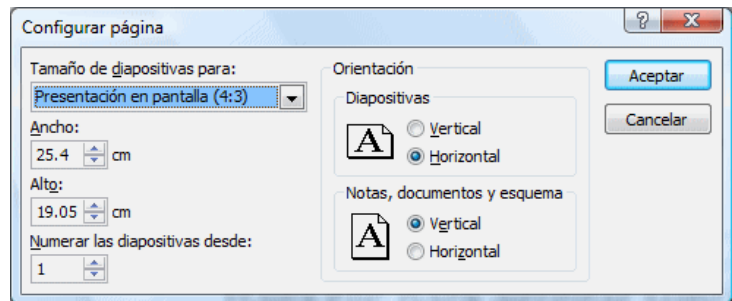 Configurar página
Tamaño de diapositivas para:
Presentación en pantalla (4:3)
Ancho:
25.4 cm
Alto:
19.05 cm
Numerar las diapositivas desde:
1
Orientación
Diapositivas
A
Vertical
Horizontal
Notas, documentos y esquema
A
Vertical
Horizontal
Aceptar
Cancelar